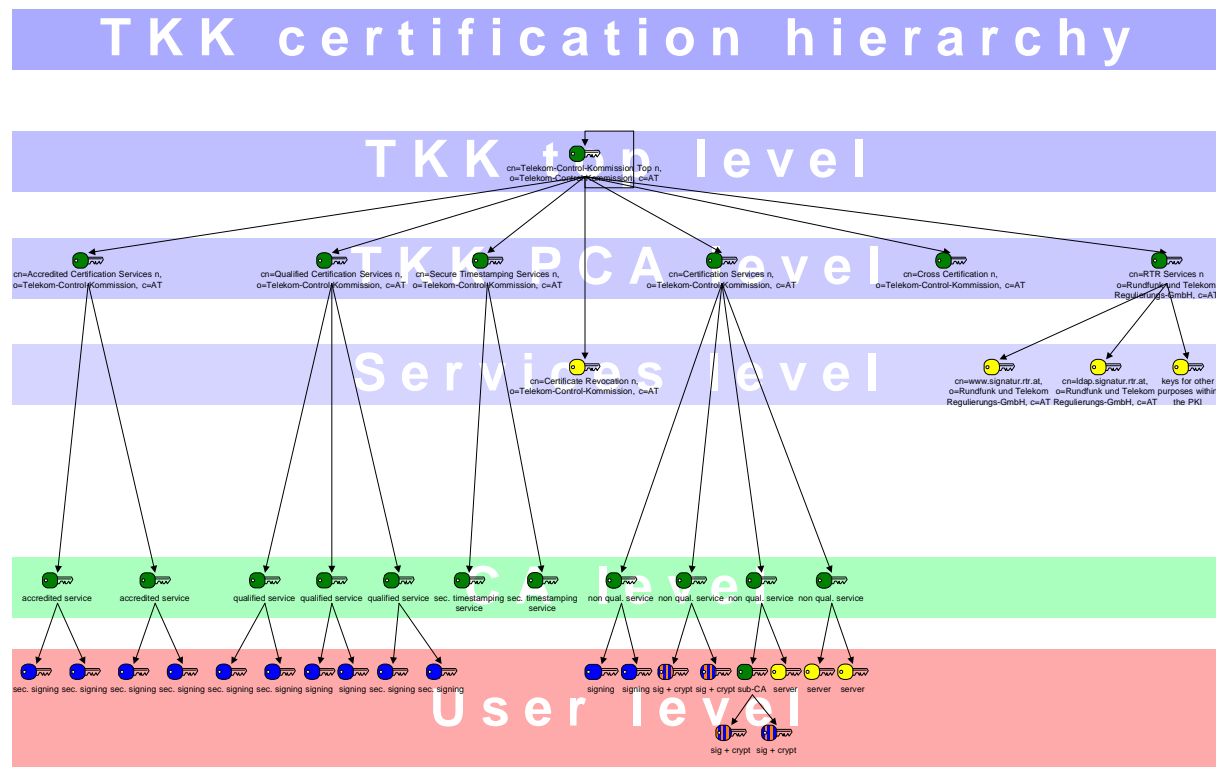 TKK certification hierarchy
TKK top level
cn=Telekom-Control-Kommission Top n,
o=Telekom-Control-Kommission, c=AT
TKK PCA level
cn=Accredited Certification Services n,
o=Telekom-Control-Kommission, c=AT
cn=Qualified Certification Services n,
o=Telekom-Control-Kommission, c=AT
cn=Secure Timestamping Services n,
o=Telekom-Control-Kommission, c=AT
cn=Certification Services n,
o=Telekom-Control-Kommission, c=AT
cn=Cross Certification n,
o=Telekom-Control-Kommission, c=AT
cn=RTR Services n
o=Rundfunk und Telekom
Regulierungs-GmbH, c=AT
Services level
cn=Certificate Revocation n,
o=Telekom-Control-Kommission, c=AT
cn=www.signatur.rtr.at,
o=Rundfunk und Telekom
Regulierungs-GmbH, c=AT
cn=ldap.signatur.rtr.at,
o=Rundfunk und Telekom
Regulierungs-GmbH, c=AT
keys for other
purposes within
the PKI
CA level
accredited service
accredited service
qualified service
qualified service
qualified service
sec. timestamping
service
sec. timestamping
service
non qual. service
non qual. service
non qual. service
non qual. service
User level
sec. signing
sec. signing
sec. signing
sec. signing
sec. signing
sec. signing
signing
signing
sec. signing
sec. signing
signing
signing
sig + crypt
sig + crypt
sub-CA
server
server
server
sig + crypt
sig + crypt